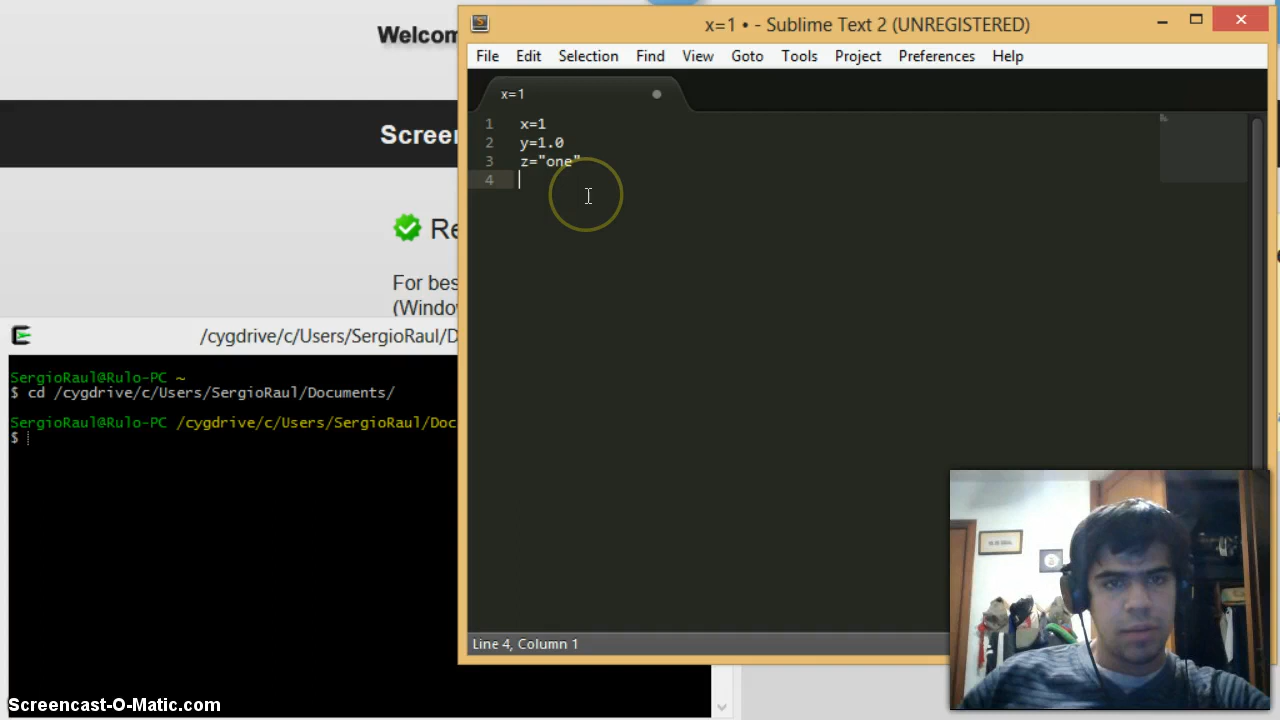 Welcom
Screen
Re
For bes
(Windo
x=1 • - Sublime Text 2 (UNREGISTERED)
File Edit Selection Find View Goto Tools Project Preferences Help
x=1
1 x=1
2 y=1.0
3 z="one"
4
Line 4, Column 1
/cygdrive/c/Users/SergioRaul/D
SergioRaul@Rulo-PC ~
$ cd /cygdrive/c/Users/SergioRaul/Documents/
SergioRaul@Rulo-PC /cygdrive/c/Users/SergioRaul/Doc
$
Screencast-O-Matic.com